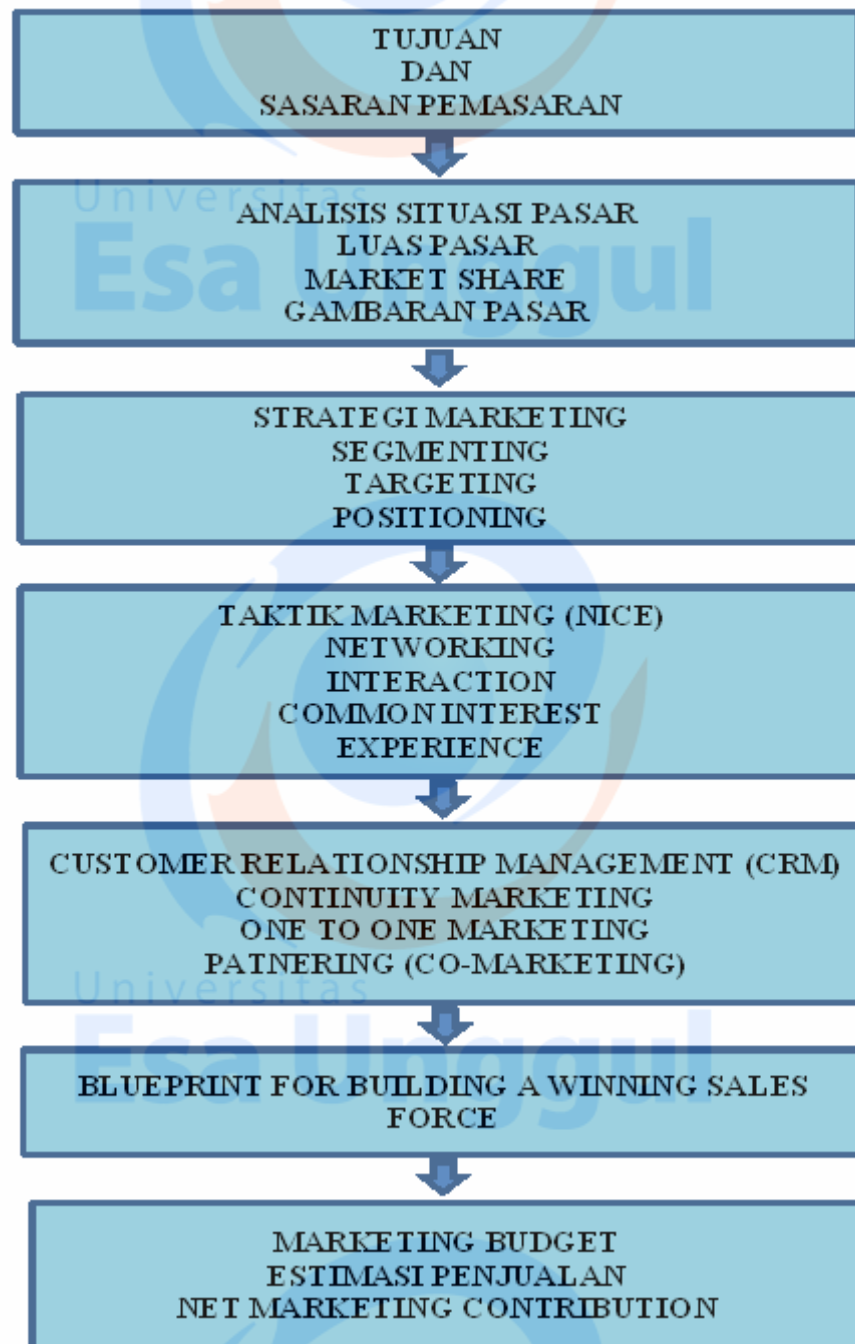 TUJUAN
DAN
SASARAN PEMASARAN
Universitas
Esa Unggul
ANALISIS SITUASI PASAR
LUAS PASAR
MARKET SHARE
GAMBARAN PASAR
STRATEGI MARKETING
SEGMENTING
TARGETING
POSITIONING
TAKTIK MARKETING (NICE)
NETWORKING
INTERACTION
COMMON INTEREST
EXPERIENCE
CUSTOMER RELATIONSHIP MANAGEMENT (CRM)
CONTINUITY MARKETING
ONE TO ONE MARKETING
PATNERING (CO-MARKETING)
Universitas
Esa Unggul
BLUEPRINT FOR BUILDING A WINNING SALES
FORCE
MARKETING BUDGET
ESTIMASI PENJUALAN
NET MARKETING CONTRIBUTION